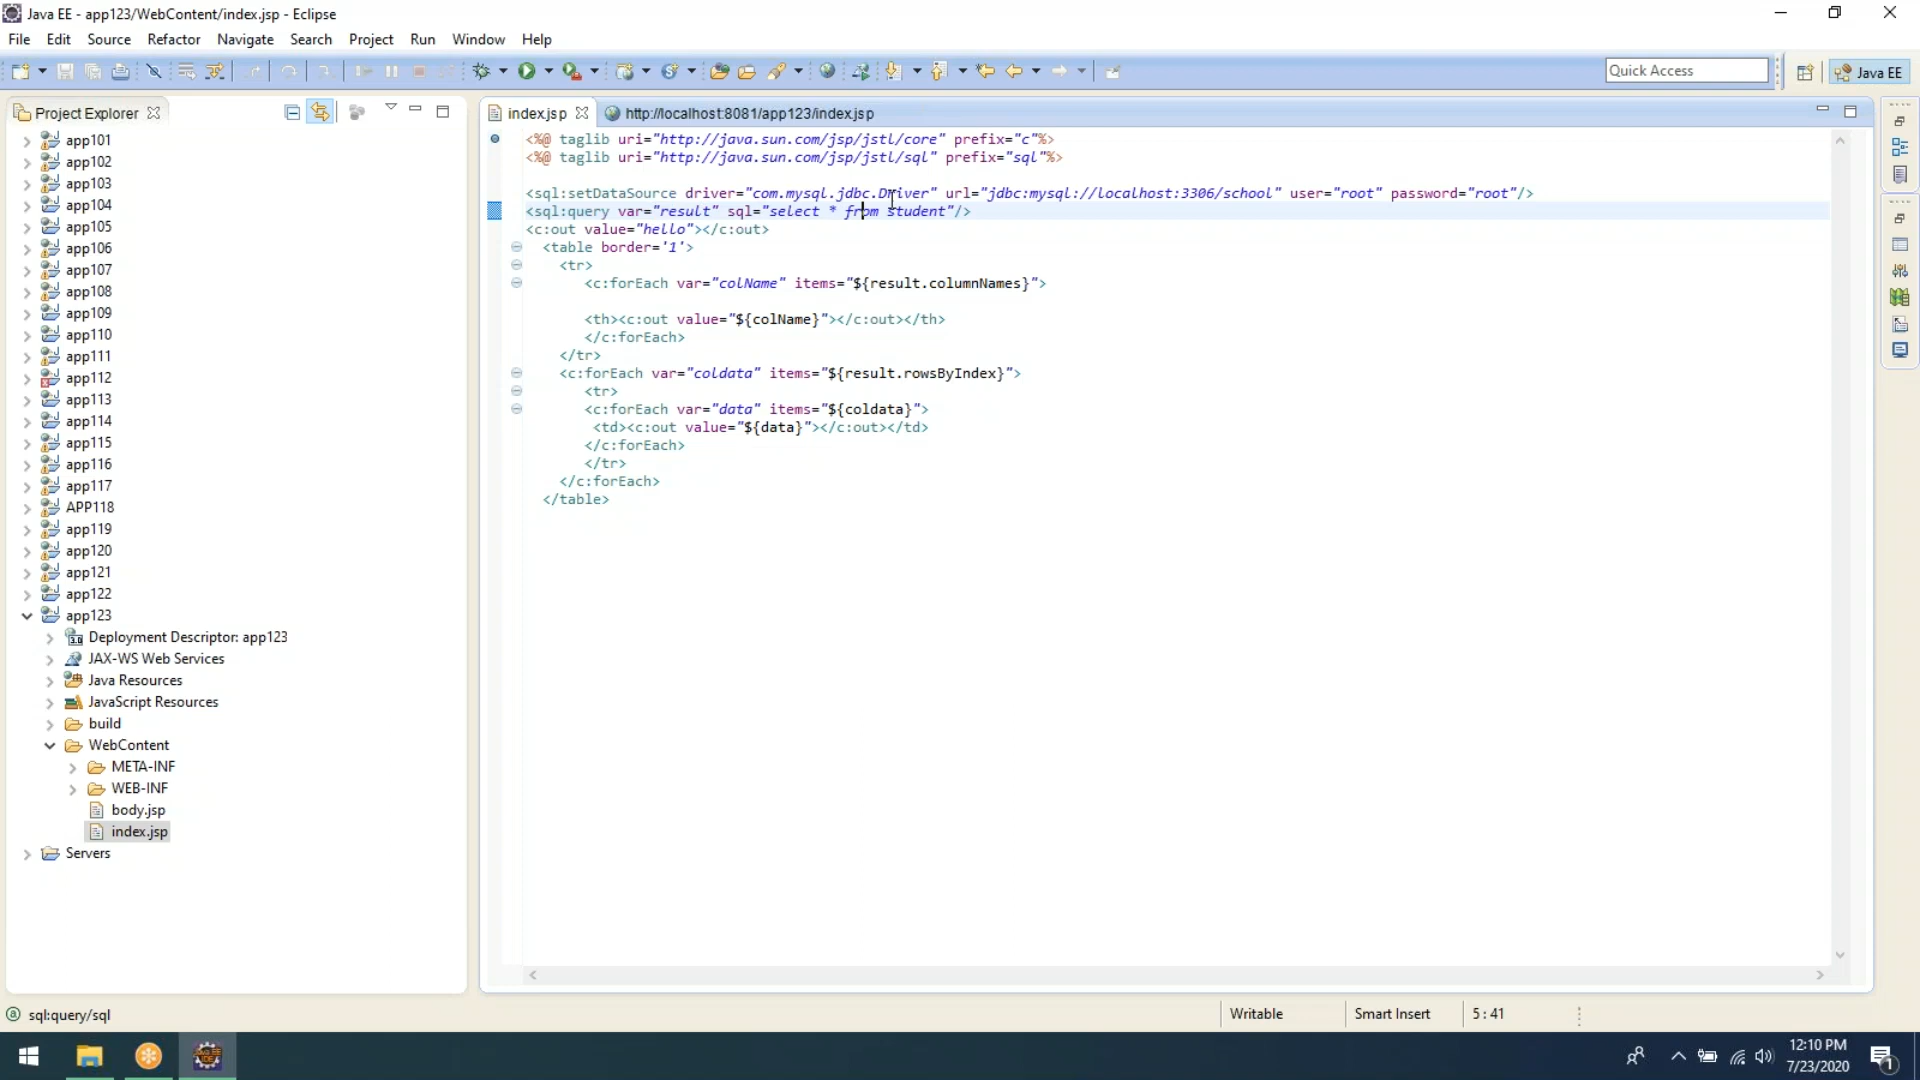 Java EE - app123/WebContent/index.jsp - Eclipse
File Edit Source Refactor Navigate Search Project Run Window Help
Quick Access
Java EE
Project Explorer
index.jsp
http://localhost:8081/app123/index.jsp
app101
app102
app103
app104
app105
app106
app107
app108
app109
app110
app111
app112
app113
app114
app115
app116
app117
APP118
app119
app120
app121
app122
app123
Deployment Descriptor: app123
JAX-WS Web Services
Java Resources
JavaScript Resources
build
WebContent
META-INF
WEB-INF
body.jsp
index.jsp
Servers
<%@ taglib uri="http://java.sun.com/jsp/jstl/core" prefix="c"%>
<%@ taglib uri="http://java.sun.com/jsp/jstl/sql" prefix="sql"%>
<sql:setDataSource driver="com.mysql.jdbc.Driver" url="jdbc:mysql://localhost:3306/school" user="root" password="root"/>
<sql:query var="result" sql="select * from student"/>
<c:out value="hello"></c:out>
<table border='1'>
<tr>
<c:forEach var="colName" items="${result.columnNames}">
<th><c:out value="${colName}"></c:out></th>
</c:forEach>
</tr>
<c:forEach var="coldata" items="${result.rowsByIndex}">
<tr>
<c:forEach var="data" items="${coldata}">
<td><c:out value="${data}"></c:out></td>
</c:forEach>
</tr>
</c:forEach>
</table>
sql:query/sql
Writable
Smart Insert
5 : 41
12:10 PM
7/23/2020
1